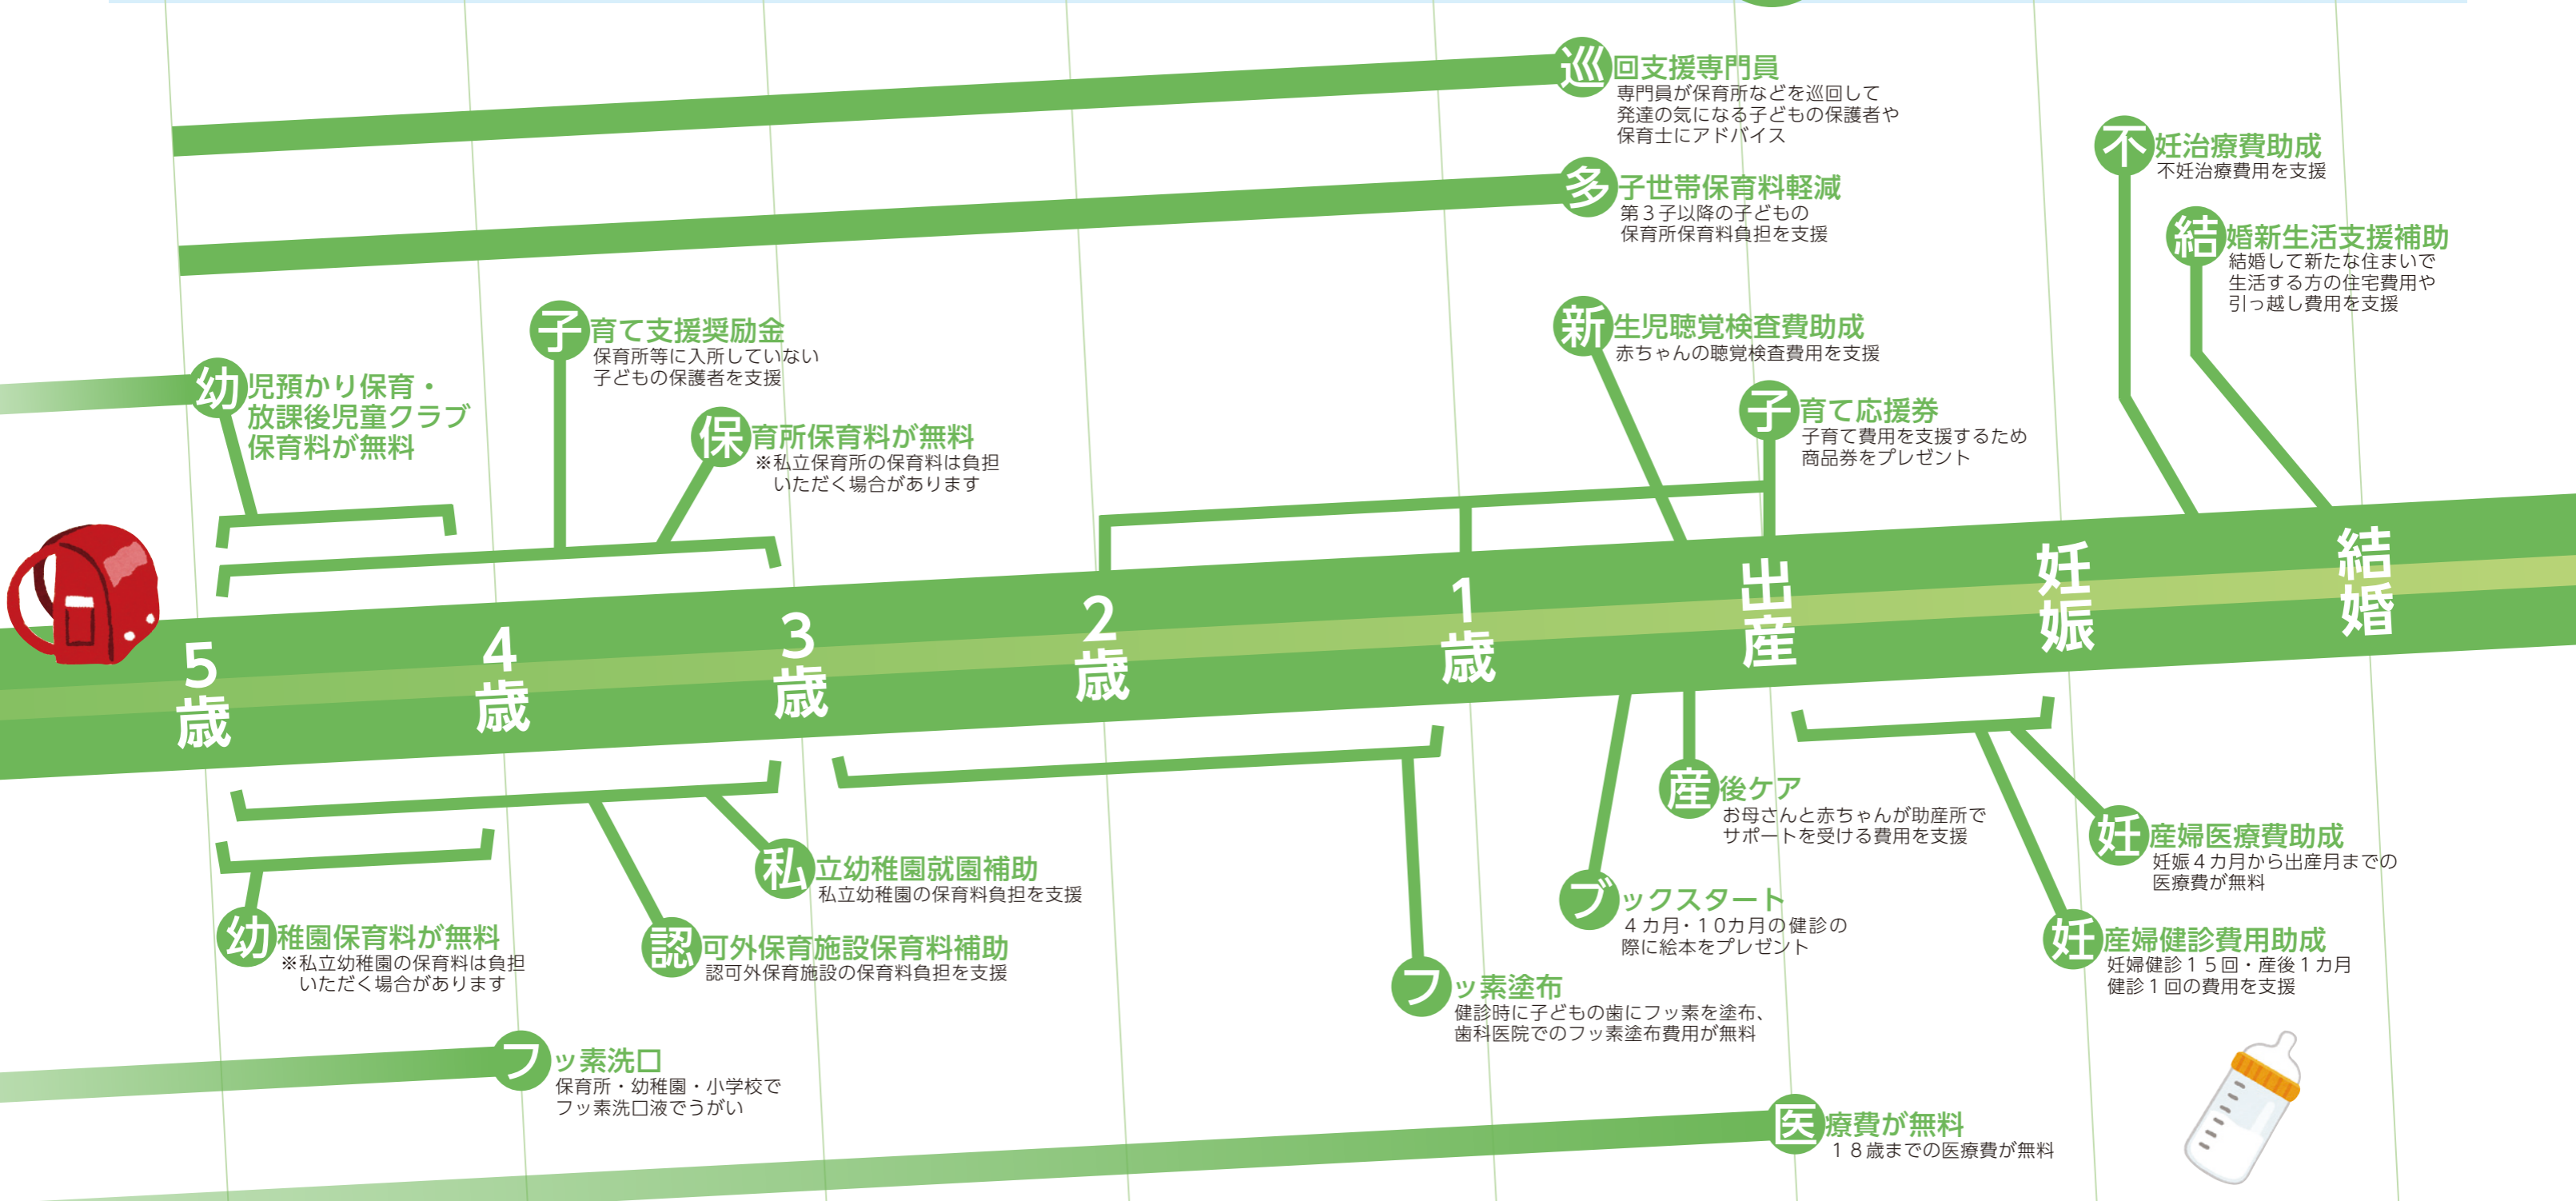 巡回支援専門員
専門員が保育所などを巡回して
発達の気になる子どもの保護者や
保育士にアドバイス
多子世帯保育料軽減
第３子以降の子どもの
保育所保育料負担を支援
不妊治療費助成
不妊治療費用を支援
結婚新生活支援補助
結婚して新たな住まいで
生活する方の住宅費用や
引っ越し費用を支援
新生児聴覚検査費助成
赤ちゃんの聴覚検査費用を支援
子育て応援券
子育て費用を支援するため
商品券をプレゼント
子育て支援奨励金
保育所等に入所していない
子どもの保護者を支援
保育所保育料が無料
※私立保育所の保育料は負担
いただく場合があります
幼児預かり保育・
放課後児童クラブ
保育料が無料
結婚
妊娠
出産
1歳
2歳
3歳
4歳
5歳
妊産婦医療費助成
妊娠４カ月から出産月までの
医療費が無料
妊産婦健診費用助成
妊婦健診１５回・産後１カ月
健診１回の費用を支援
産後ケア
お母さんと赤ちゃんが助産所で
サポートを受ける費用を支援
ブックスタート
４カ月・１０カ月の健診の
際に絵本をプレゼント
フッ素塗布
健診時に子どもの歯にフッ素を塗布、
歯科医院でのフッ素塗布費用が無料
私立幼稚園就園補助
私立幼稚園の保育料負担を支援
認可外保育施設保育料補助
認可外保育施設の保育料負担を支援
幼稚園保育料が無料
※私立幼稚園の保育料は負担
いただく場合があります
フッ素洗口
保育所・幼稚園・小学校で
フッ素洗口液でうがい
医療費が無料
１８歳までの医療費が無料